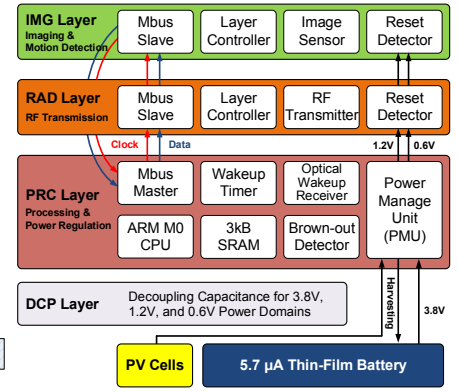 IMG Layer
Imaging &
Motion Detection
Mbus
Slave
Layer
Controller
Image
Sensor
Reset
Detector
RAD Layer
RF Transmission
Mbus
Slave
Layer
Controller
RF
Transmitter
Reset
Detector
Clock
Data
1.2V
0.6V
PRC Layer
Processing &
Power Regulation
Mbus
Master
Wakeup
Timer
Optical
Wakeup
Receiver
Power
Manage
Unit
(PMU)
ARM M0
CPU
3kB
SRAM
Brown-out
Detector
DCP Layer
Decoupling Capacitance for 3.8V,
1.2V, and 0.6V Power Domains
Harvesting
3.8V
PV Cells
5.7 µA Thin-Film Battery